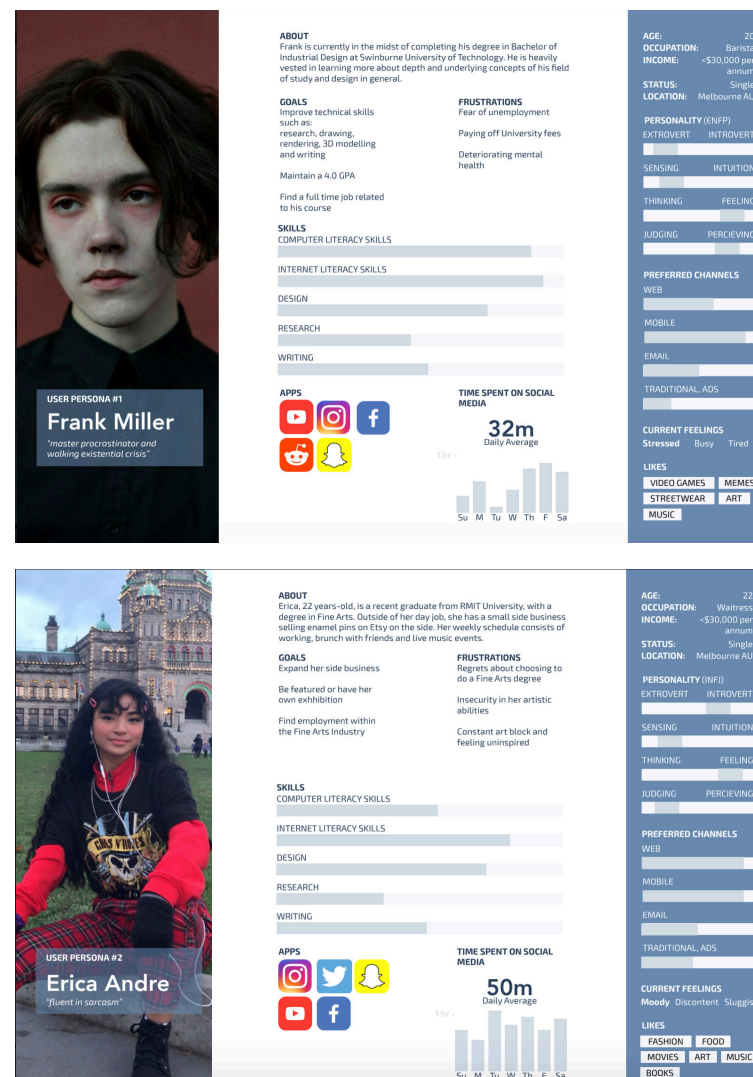 USER PERSONA #1
Frank Miller
"master procrastinator and
walking existential crisis"
ABOUT
Frank is currently in the midst of completing his degree in Bachelor of
Industrial Design at Swinburne University of Technology. He is heavily
vested in learning more about depth and underlying concepts of his field
of study and design in general.
GOALS
Improve technical skills
such as:
research, drawing,
rendering, 3D modelling
and writing
Maintain a 4.0 GPA
Find a full time job related
to his course
FRUSTRATIONS
Fear of unemployment
Paying off University fees
Deteriorating mental
health
SKILLS
COMPUTER LITERACY SKILLS
INTERNET LITERACY SKILLS
DESIGN
RESEARCH
WRITING
APPS
TIME SPENT ON SOCIAL
MEDIA
32m
Daily Average
1 hr –
Su M Tu W Th F Sa
AGE: 20
OCCUPATION: Barista
INCOME: <$30,000 per
annum
STATUS: Single
LOCATION: Melbourne AU
PERSONALITY (ENFP)
EXTROVERT INTROVERT
SENSING INTUITION
THINKING FEELING
JUDGING PERCIEVING
PREFERRED CHANNELS
WEB
MOBILE
EMAIL
TRADITIONAL, ADS
CURRENT FEELINGS
Stressed Busy Tired
LIKES
VIDEO GAMES MEMES
STREETWEAR ART
MUSIC
USER PERSONA #2
Erica Andre
"fluent in sarcasm"
ABOUT
Erica, 22 years-old, is a recent graduate from RMIT University, with a
degree in Fine Arts. Outside of her day job, she has a small side business
selling enamel pins on Etsy on the side. Her weekly schedule consists of
working, brunch with friends and live music events.
GOALS
Expand her side business
Be featured or have her
own exhhibition
Find employment within
the Fine Arts Industry
FRUSTRATIONS
Regrets about choosing to
do a Fine Arts degree
Insecurity in her artistic
abilities
Constant art block and
feeling uninspired
SKILLS
COMPUTER LITERACY SKILLS
INTERNET LITERACY SKILLS
DESIGN
RESEARCH
WRITING
APPS
TIME SPENT ON SOCIAL
MEDIA
50m
Daily Average
1 hr –
Su M Tu W Th F Sa
AGE: 22
OCCUPATION: Waitress
INCOME: <$30,000 per
annum
STATUS: Single
LOCATION: Melbourne AU
PERSONALITY (INFJ)
EXTROVERT INTROVERT
SENSING INTUITION
THINKING FEELING
JUDGING PERCIEVING
PREFERRED CHANNELS
WEB
MOBILE
EMAIL
TRADITIONAL, ADS
CURRENT FEELINGS
Moody Discontent Sluggis
LIKES
FASHION FOOD
MOVIES ART MUSIC
BOOKS